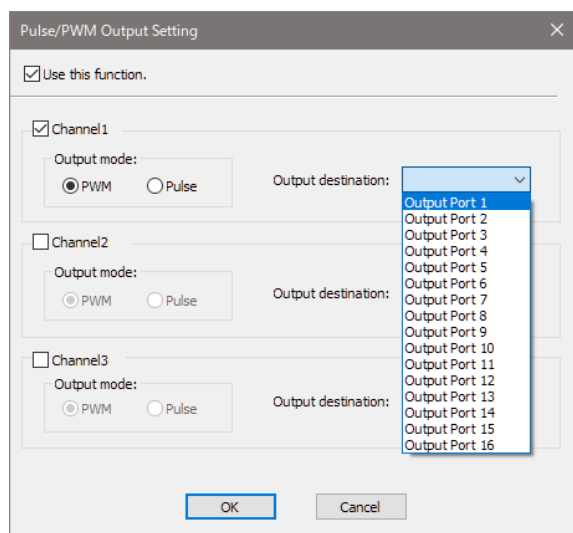 Pulse/PWM Output Setting
Use this function.
Channel1
Output mode:
PWM
Pulse
Output destination:
Output Port 1
Output Port 2
Output Port 3
Output Port 4
Output Port 5
Output Port 6
Output Port 7
Output Port 8
Output Port 9
Output Port 10
Output Port 11
Output Port 12
Output Port 13
Output Port 14
Output Port 15
Output Port 16
Channel2
Output mode:
PWM
Pulse
Output destination:
Channel3
Output mode:
PWM
Pulse
Output destination:
OK
Cancel